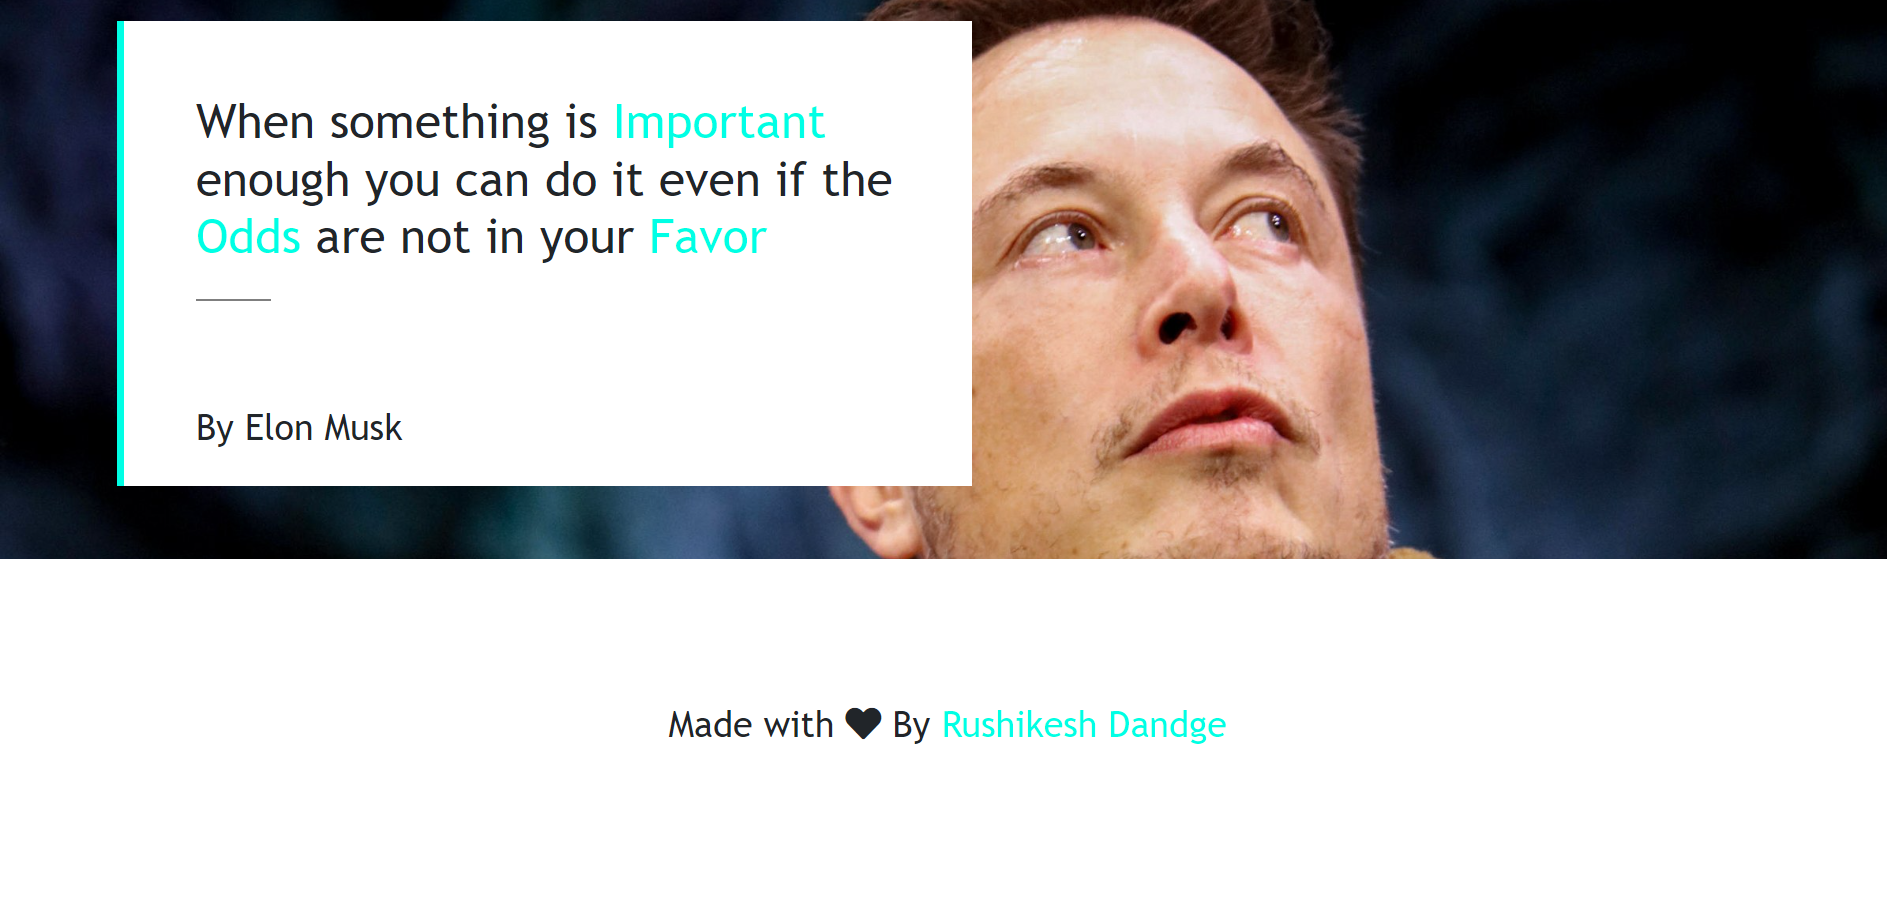 When something is Important
enough you can do it even if the
Odds are not in your Favor
By Elon Musk
Made with ♥ By Rushikesh Dandge